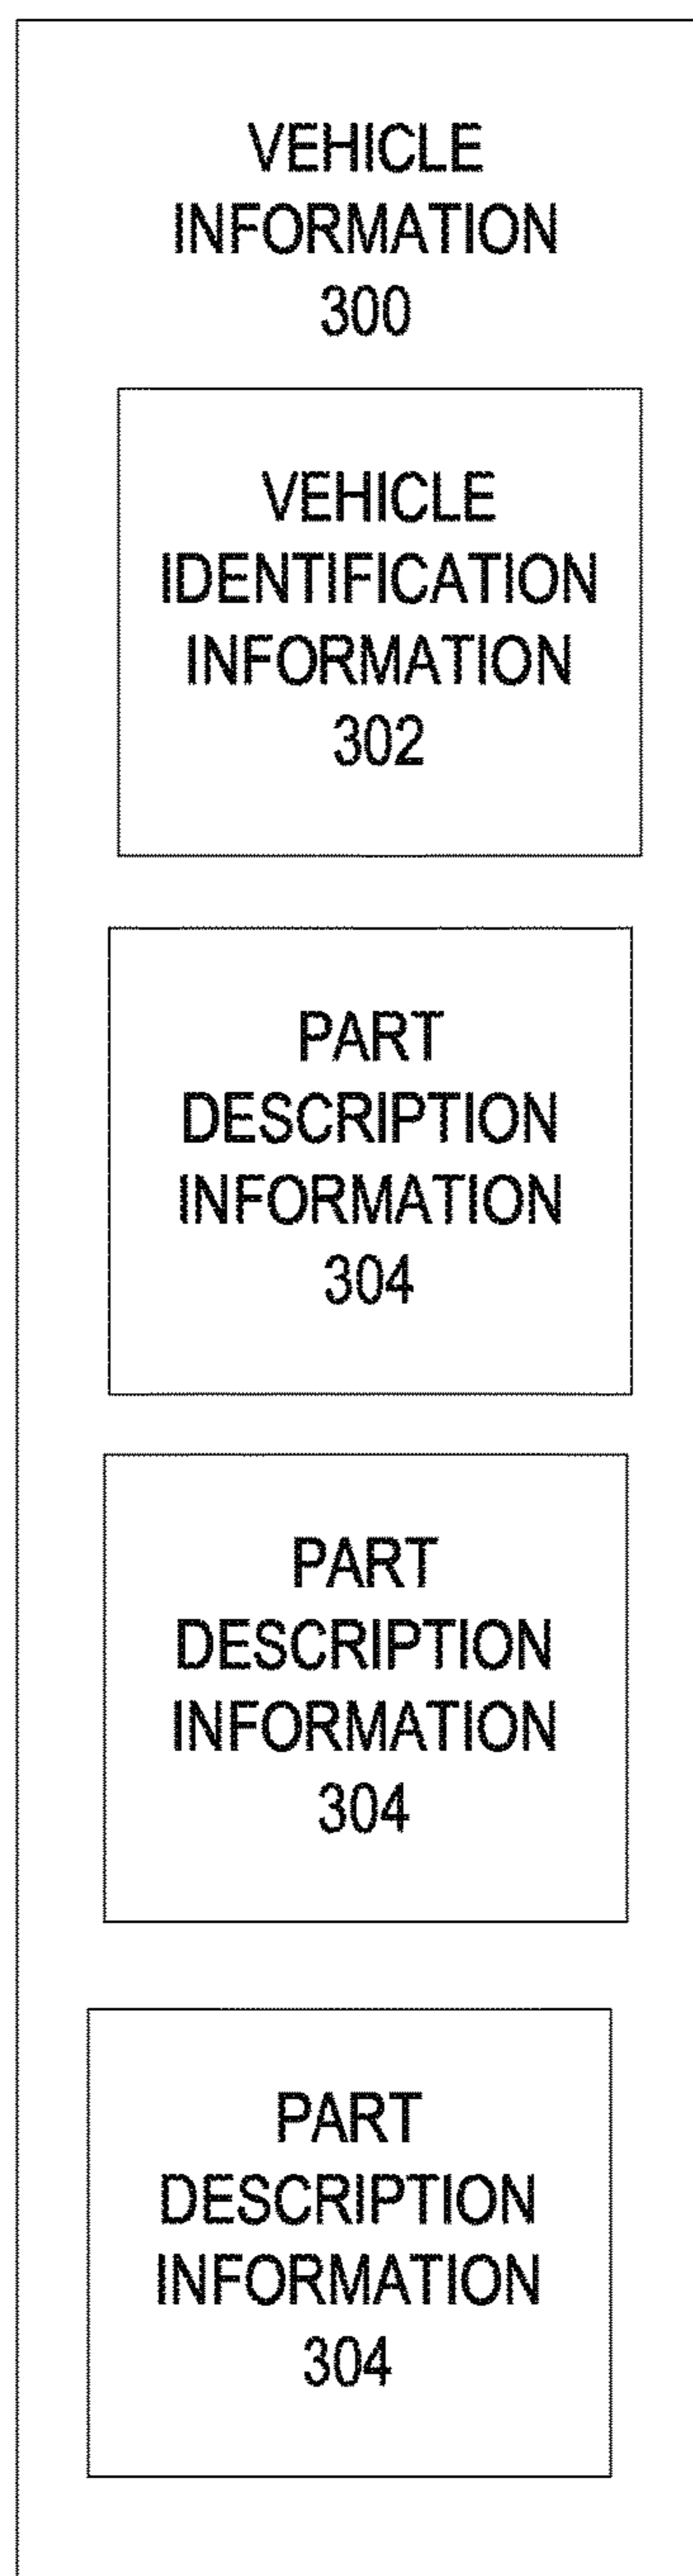 VEHICLE
INFORMATION
300
VEHICLE
IDENTIFICATION
INFORMATION
302
PART
DESCRIPTION
INFORMATION
304
PART
DESCRIPTION
INFORMATION
304
PART
DESCRIPTION
INFORMATION
304